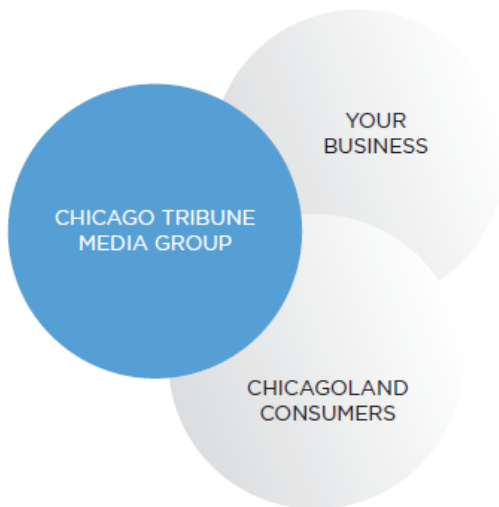 YOUR
BUSINESS
CHICAGO TRIBUNE
MEDIA GROUP
CHICAGOLAND
CONSUMERS